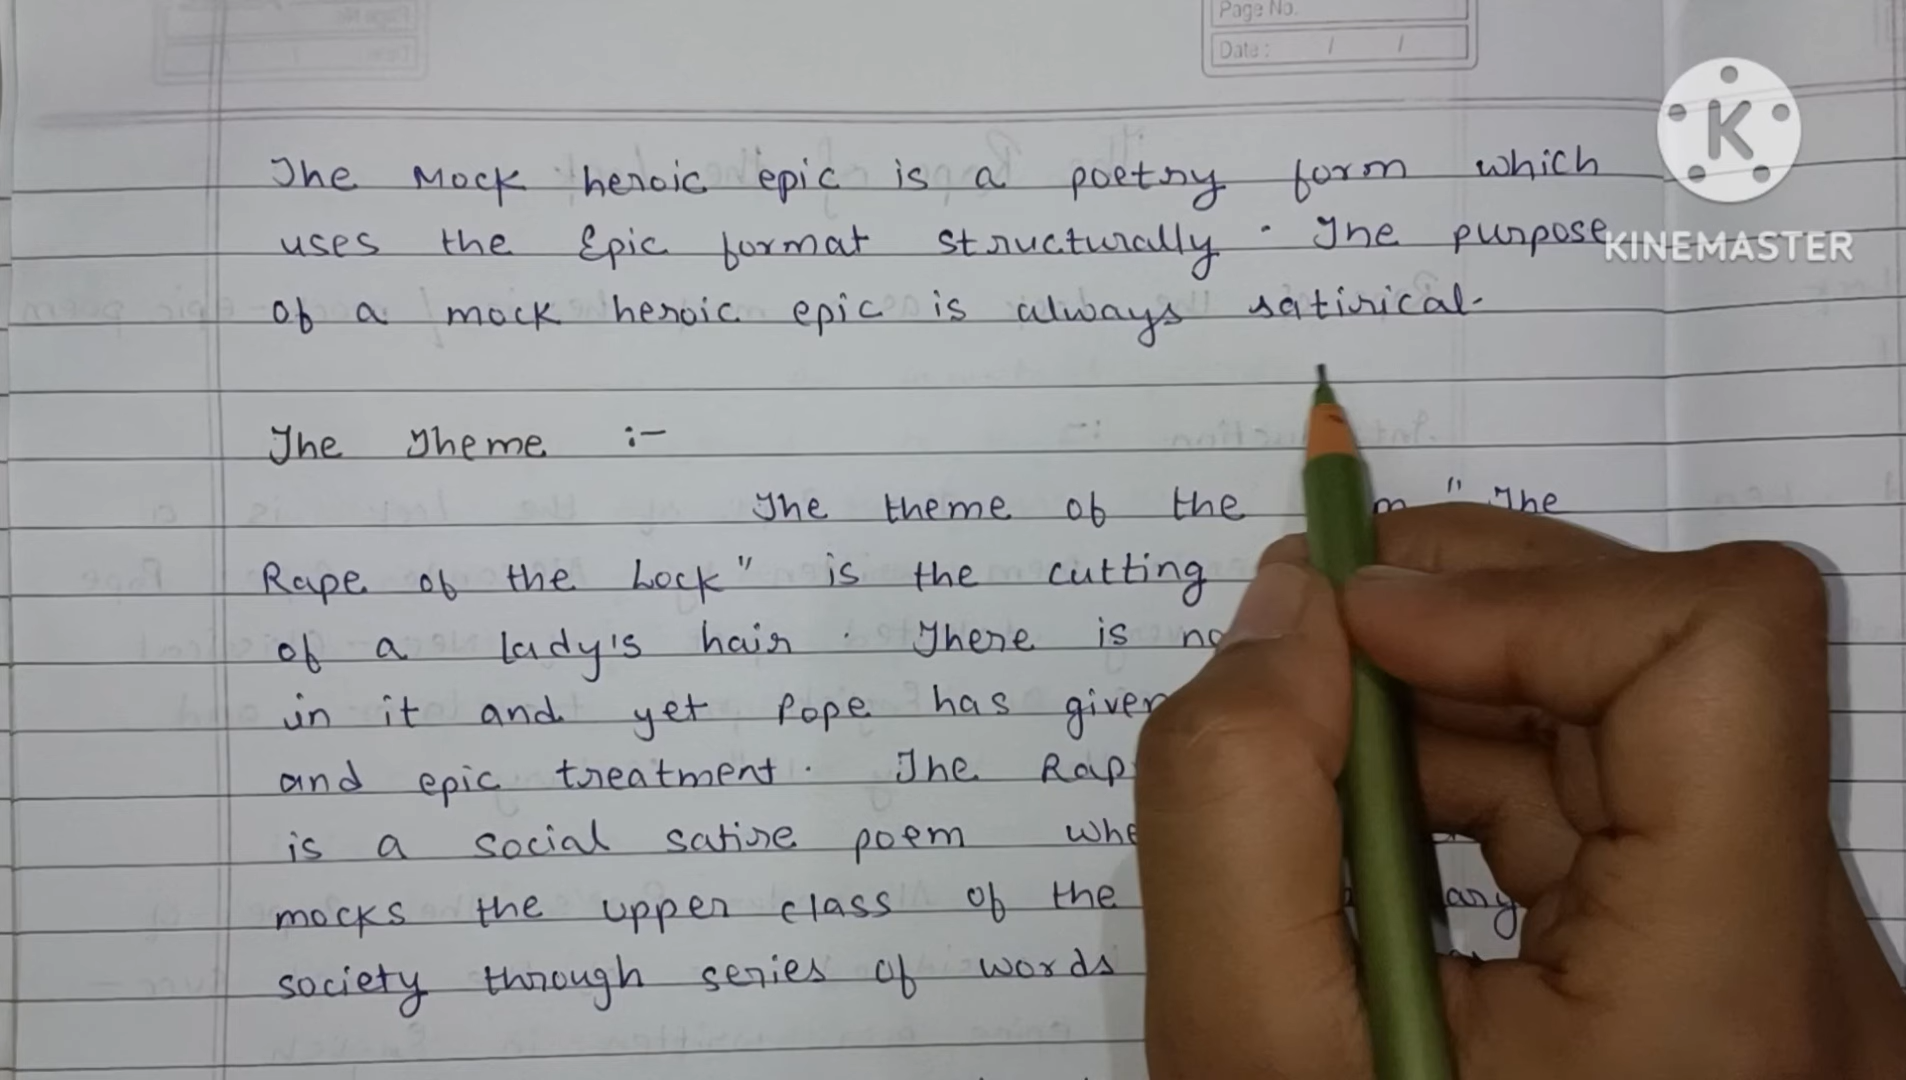 Page No.
Date: / /
K
The Mock heroic epic is a poetry form which
uses the Epic format structurally. The purpose
KINEMASTER
of a mock heroic epic is always satirical.
The Theme :-
The theme of the "The
Rape of the Lock" is the cutting
of a lady's hair. There is
in it and yet Pope has
and epic treatment. The
is a social satire poem
mocks the upper class of the
society through series of words